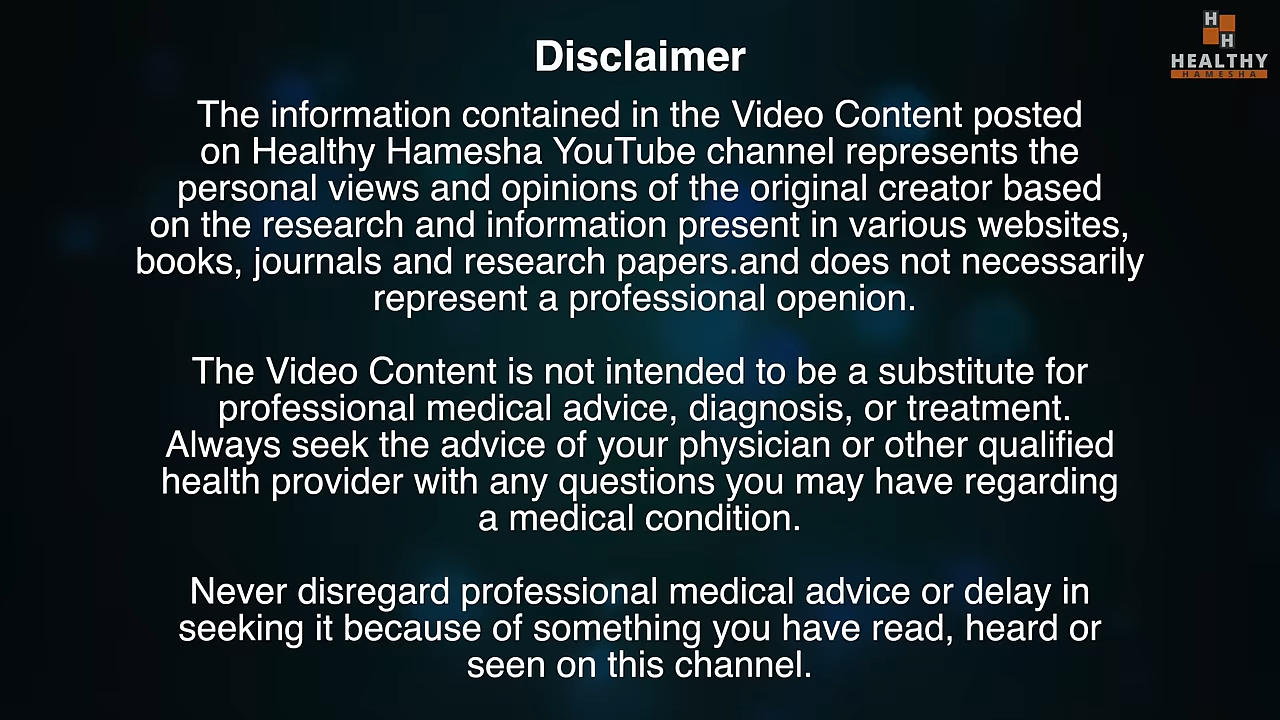 H
H
HEALTHY
HAMESHA
Disclaimer
The information contained in the Video Content posted
on Healthy Hamesha YouTube channel represents the
personal views and opinions of the original creator based
on the research and information present in various websites,
books, journals and research papers.and does not necessarily
represent a professional openion.
The Video Content is not intended to be a substitute for
professional medical advice, diagnosis, or treatment.
Always seek the advice of your physician or other qualified
health provider with any questions you may have regarding
a medical condition.
Never disregard professional medical advice or delay in
seeking it because of something you have read, heard or
seen on this channel.